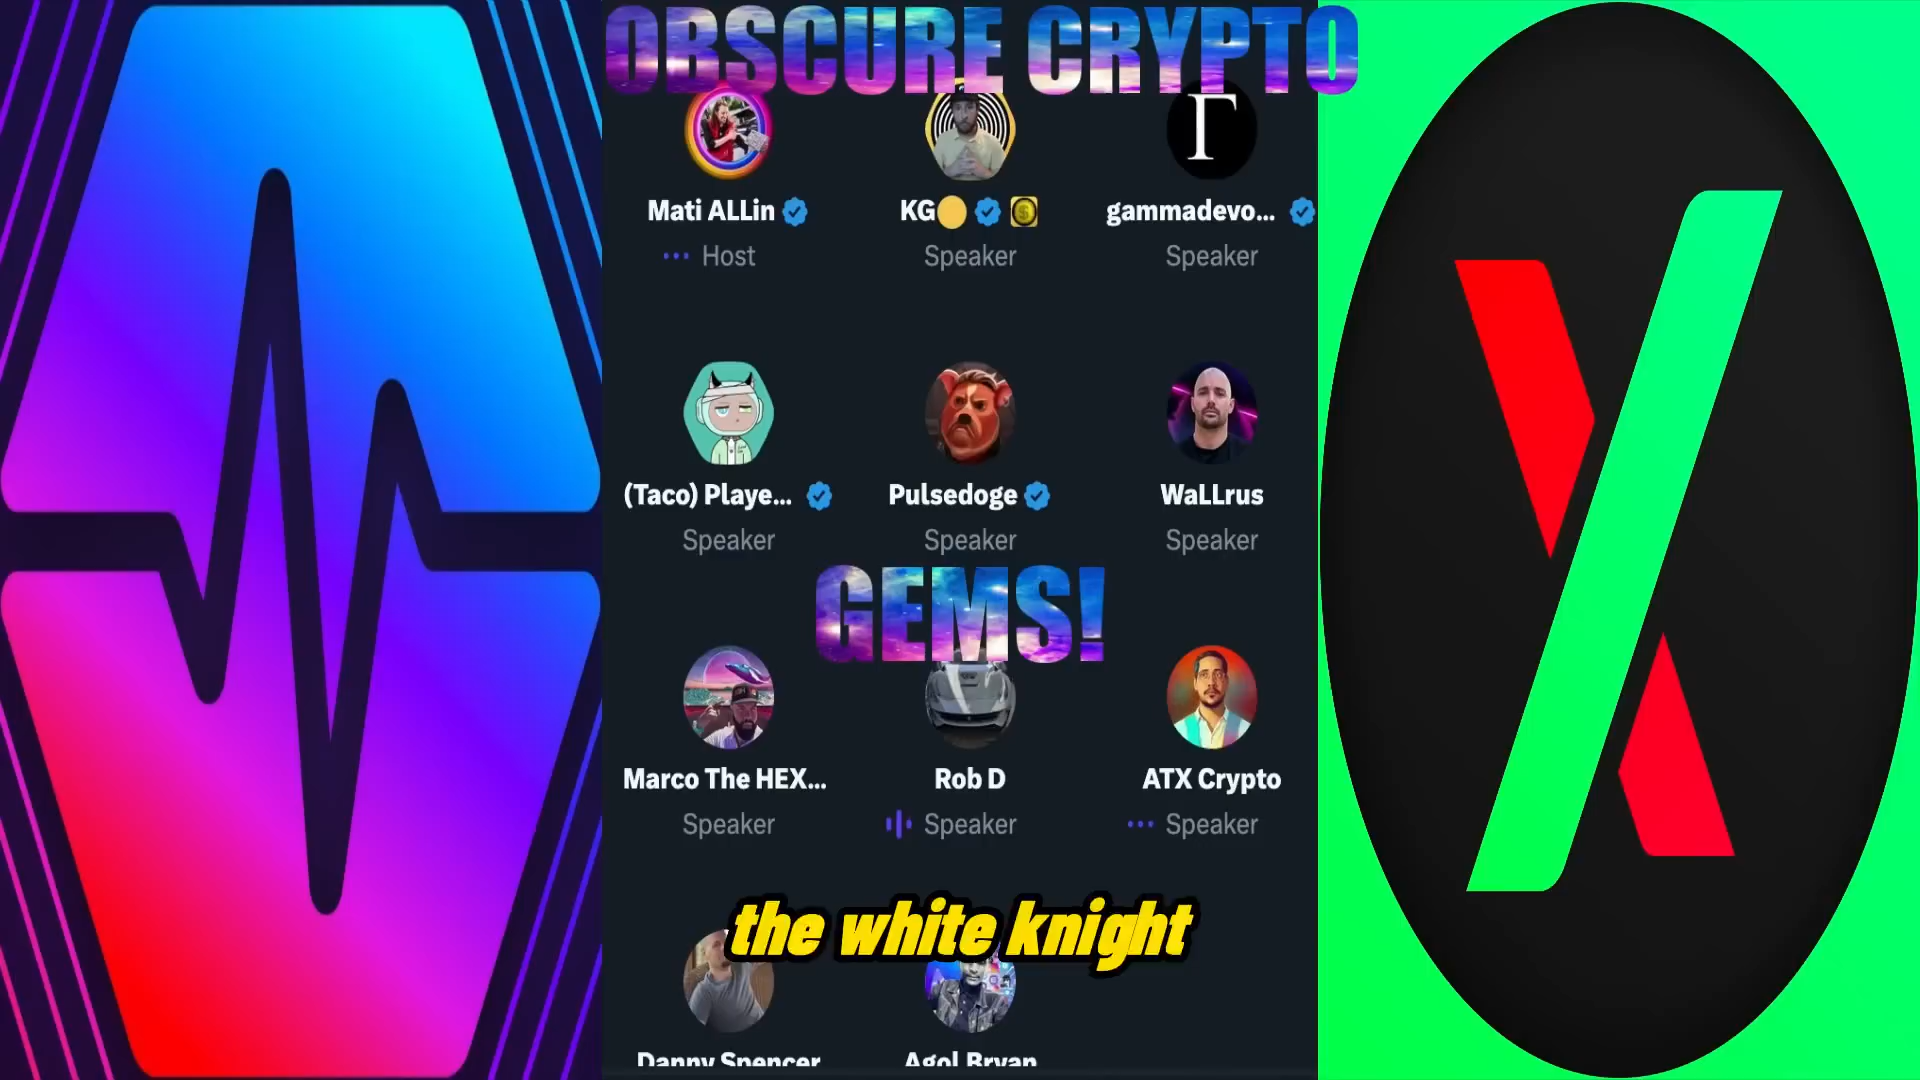 OBSCURE CRYPTO
Mati ALLin
KG
gammadevo...
Host
Speaker
Speaker
(Taco) Playe...
Pulsedoge
WaLLrus
Speaker
Speaker
Speaker
GEMS!
Marco The HEX...
Rob D
ATX Crypto
Speaker
Speaker
Speaker
the white knight
Danny Spencer
Agol Bryan